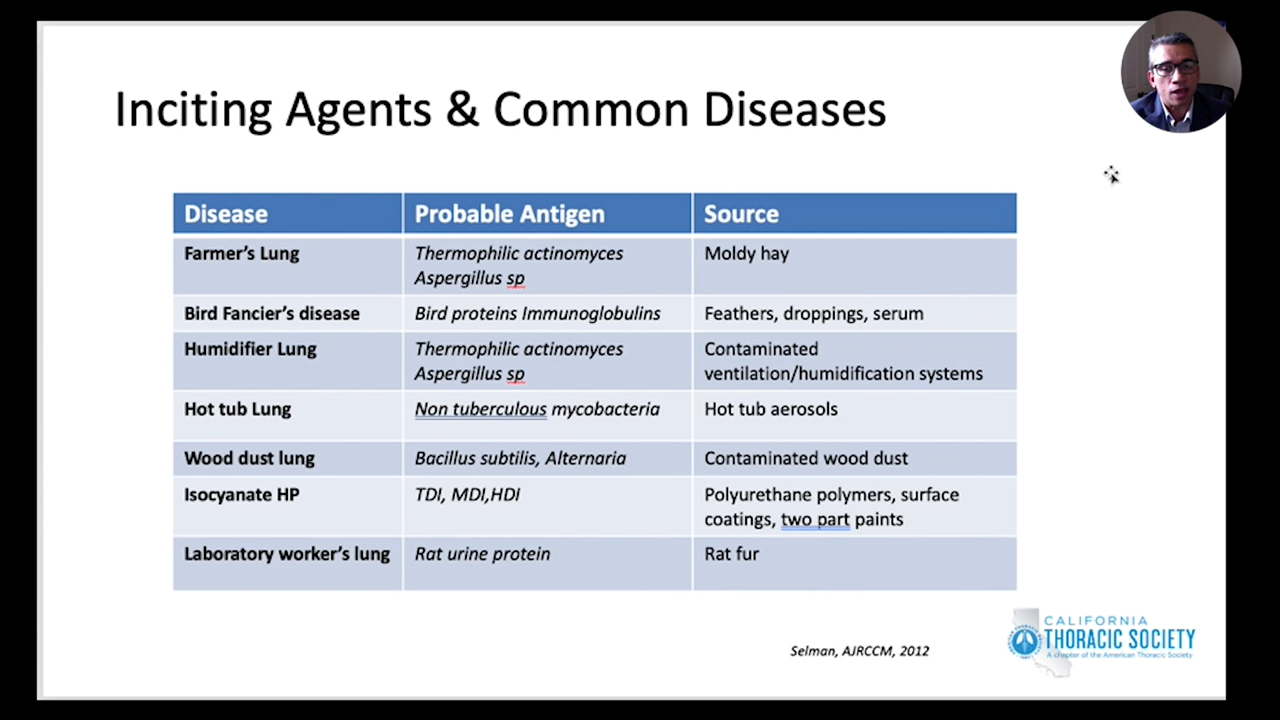 Inciting Agents & Common Diseases
Disease
Probable Antigen
Source
Farmer's Lung
Thermophilic actinomyces
Aspergillus sp
Moldy hay
Bird Fancier's disease
Bird proteins Immunoglobulins
Feathers, droppings, serum
Humidifier Lung
Thermophilic actinomyces
Aspergillus sp
Contaminated
ventilation/humidification systems
Hot tub Lung
Non tuberculous mycobacteria
Hot tub aerosols
Wood dust lung
Bacillus subtilis, Alternaria
Contaminated wood dust
Isocyanate HP
TDI, MDI,HDI
Polyurethane polymers, surface
coatings, two part paints
Laboratory worker's lung
Rat urine protein
Rat fur
Selman, AJRCCM, 2012
CALIFORNIA
THORACIC SOCIETY
A chapter of the American Thoracic Society